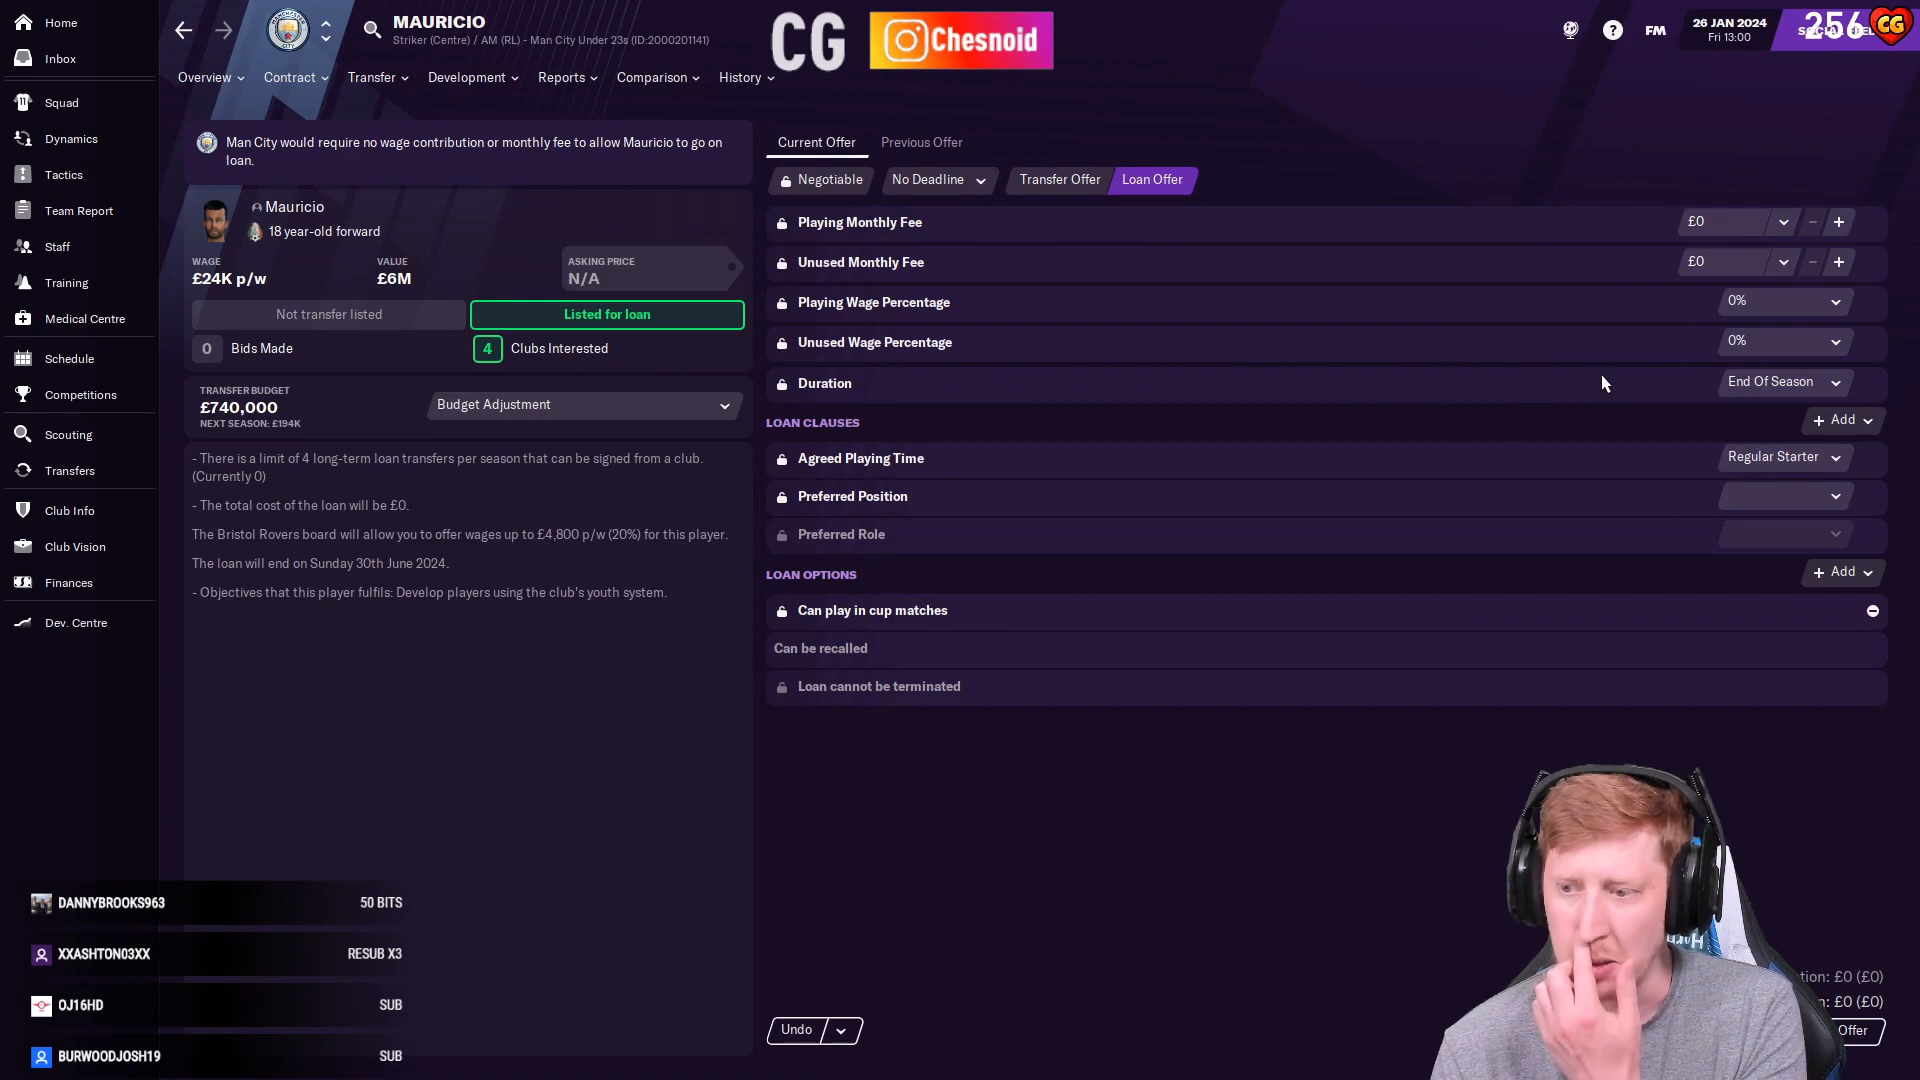 Home
Inbox
Squad
Dynamics
Tactics
Team Report
Staff
Training
Medical Centre
Schedule
Competitions
Scouting
Transfers
Club Info
Club Vision
Finances
Dev. Centre
MAURICIO
Striker (Centre) / AM (RL) - Man City Under 23s (ID:2000201141)
CG
Chesnoid
FM
26 JAN 2024
Fri 13:00
256
CG
Overview
Contract
Transfer
Development
Reports
Comparison
History
Man City would require no wage contribution or monthly fee to allow Mauricio to go on
loan.
Mauricio
18 year-old forward
WAGE
£24K p/w
VALUE
£6M
ASKING PRICE
N/A
Not transfer listed
Listed for loan
0 Bids Made
4 Clubs Interested
TRANSFER BUDGET
£740,000
NEXT SEASON: £194K
Budget Adjustment
- There is a limit of 4 long-term loan transfers per season that can be signed from a club.
(Currently 0)
- The total cost of the loan will be £0.
The Bristol Rovers board will allow you to offer wages up to £4,800 p/w (20%) for this player.
The loan will end on Sunday 30th June 2024.
- Objectives that this player fulfils: Develop players using the club's youth system.
Current Offer
Previous Offer
Negotiable
No Deadline
Transfer Offer
Loan Offer
Playing Monthly Fee £0
Unused Monthly Fee £0
Playing Wage Percentage 0%
Unused Wage Percentage 0%
Duration End Of Season
LOAN CLAUSES + Add
Agreed Playing Time Regular Starter
Preferred Position
Preferred Role
LOAN OPTIONS + Add
Can play in cup matches
Can be recalled
Loan cannot be terminated
DANNYBROOKS963 50 BITS
XXASHTON03XX RESUB X3
OJ16HD SUB
BURWOODJOSH19 SUB
Undo
£0 (£0)
£0 (£0)
Offer